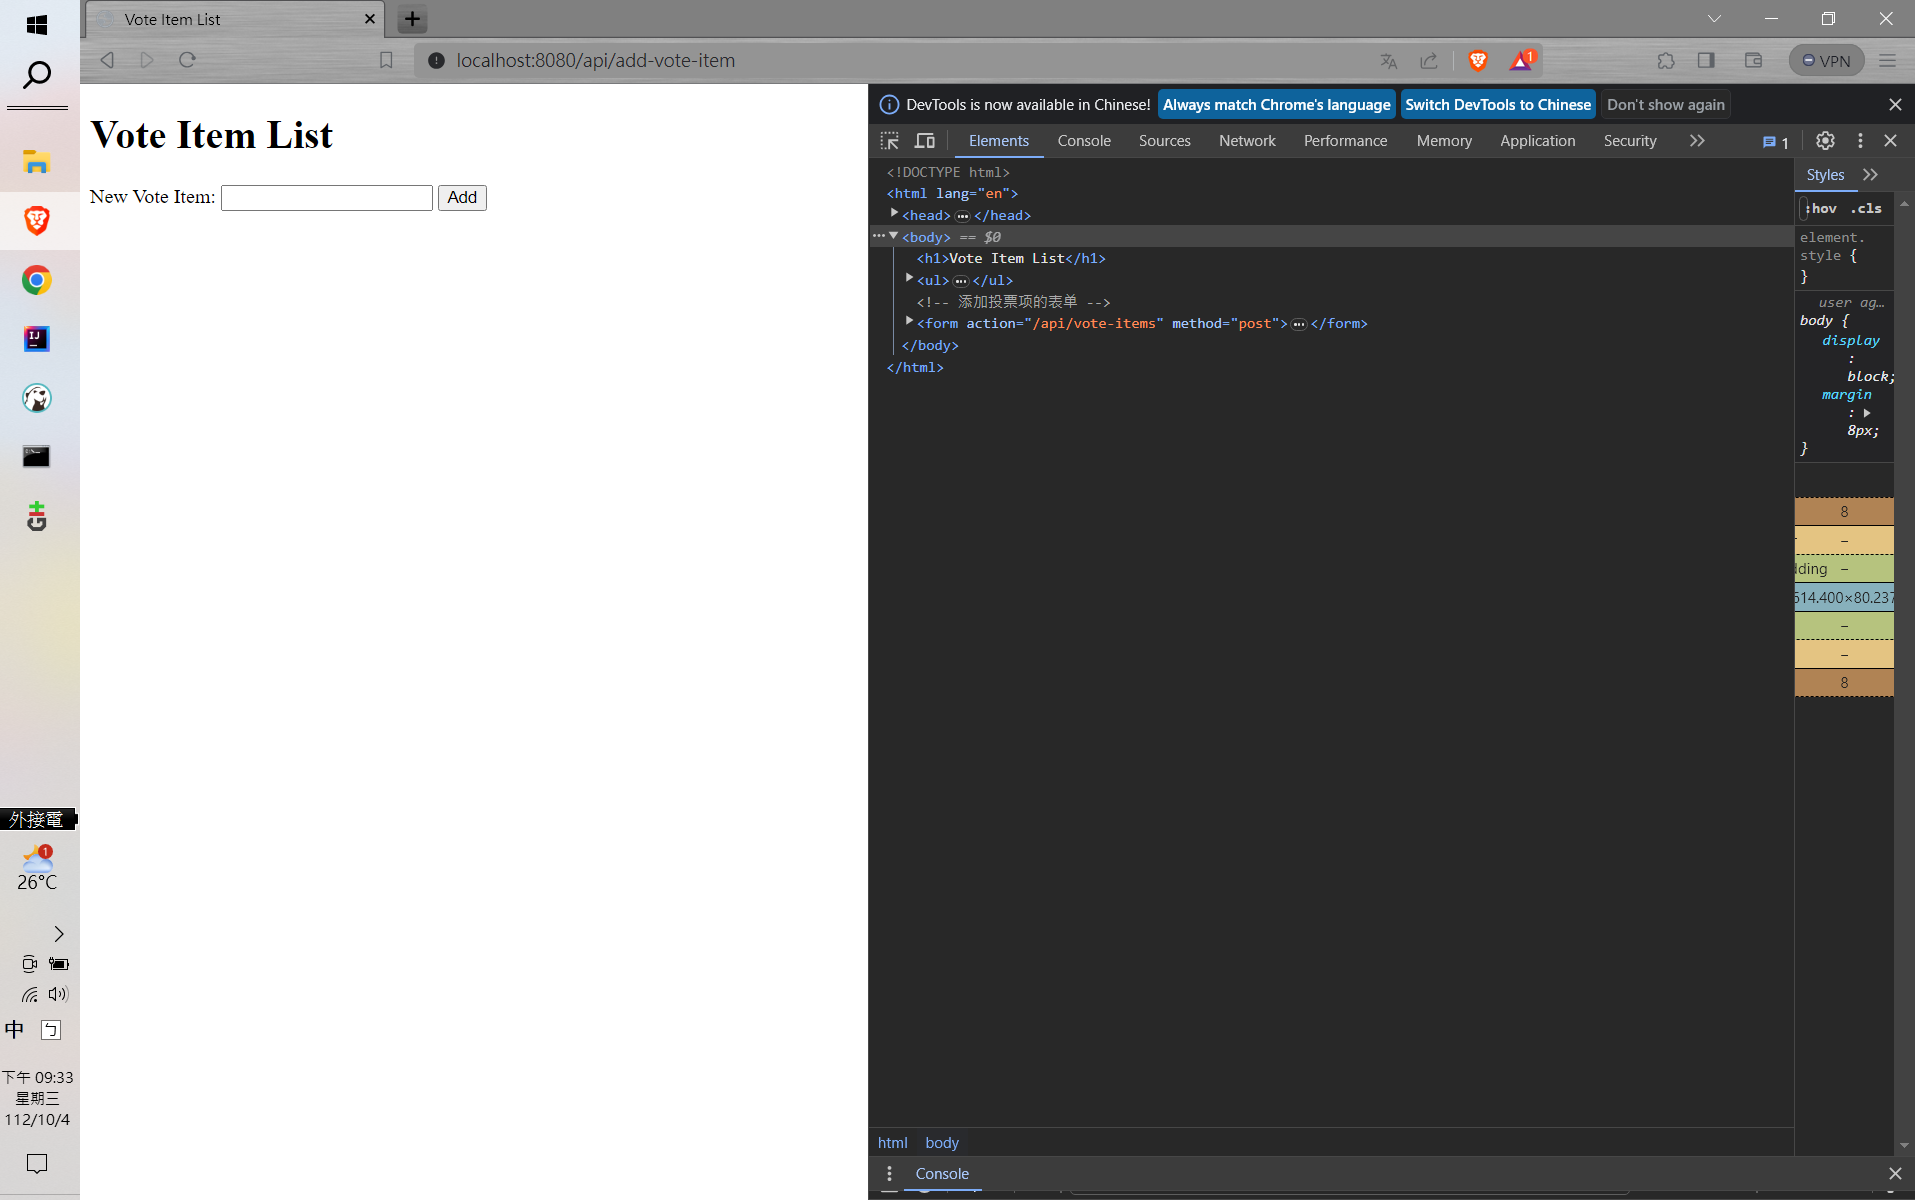 Vote Item List
localhost:8080/api/add-vote-item
1
VPN
Vote Item List
New Vote Item:
Add
DevTools is now available in Chinese!
Always match Chrome's language
Switch DevTools to Chinese
Don't show again
Elements
Console
Sources
Network
Performance
Memory
Application
Security
1
<!DOCTYPE html>
<html lang="en">
<head>…</head>
<body> == $0
<h1>Vote Item List</h1>
<ul>…</ul>
<!-- 添加投票项的表单 -->
<form action="/api/vote-items" method="post">…</form>
</body>
</html>
Styles
:hov .cls
element.
style {
}
user ag…
body {
display
:
block;
margin
:
8px;
}
8
–
dding –
614.400×80.237
–
–
8
html body
Console
外接電
1
26°C
中 ㄅ
下午 09:33
星期三
112/10/4